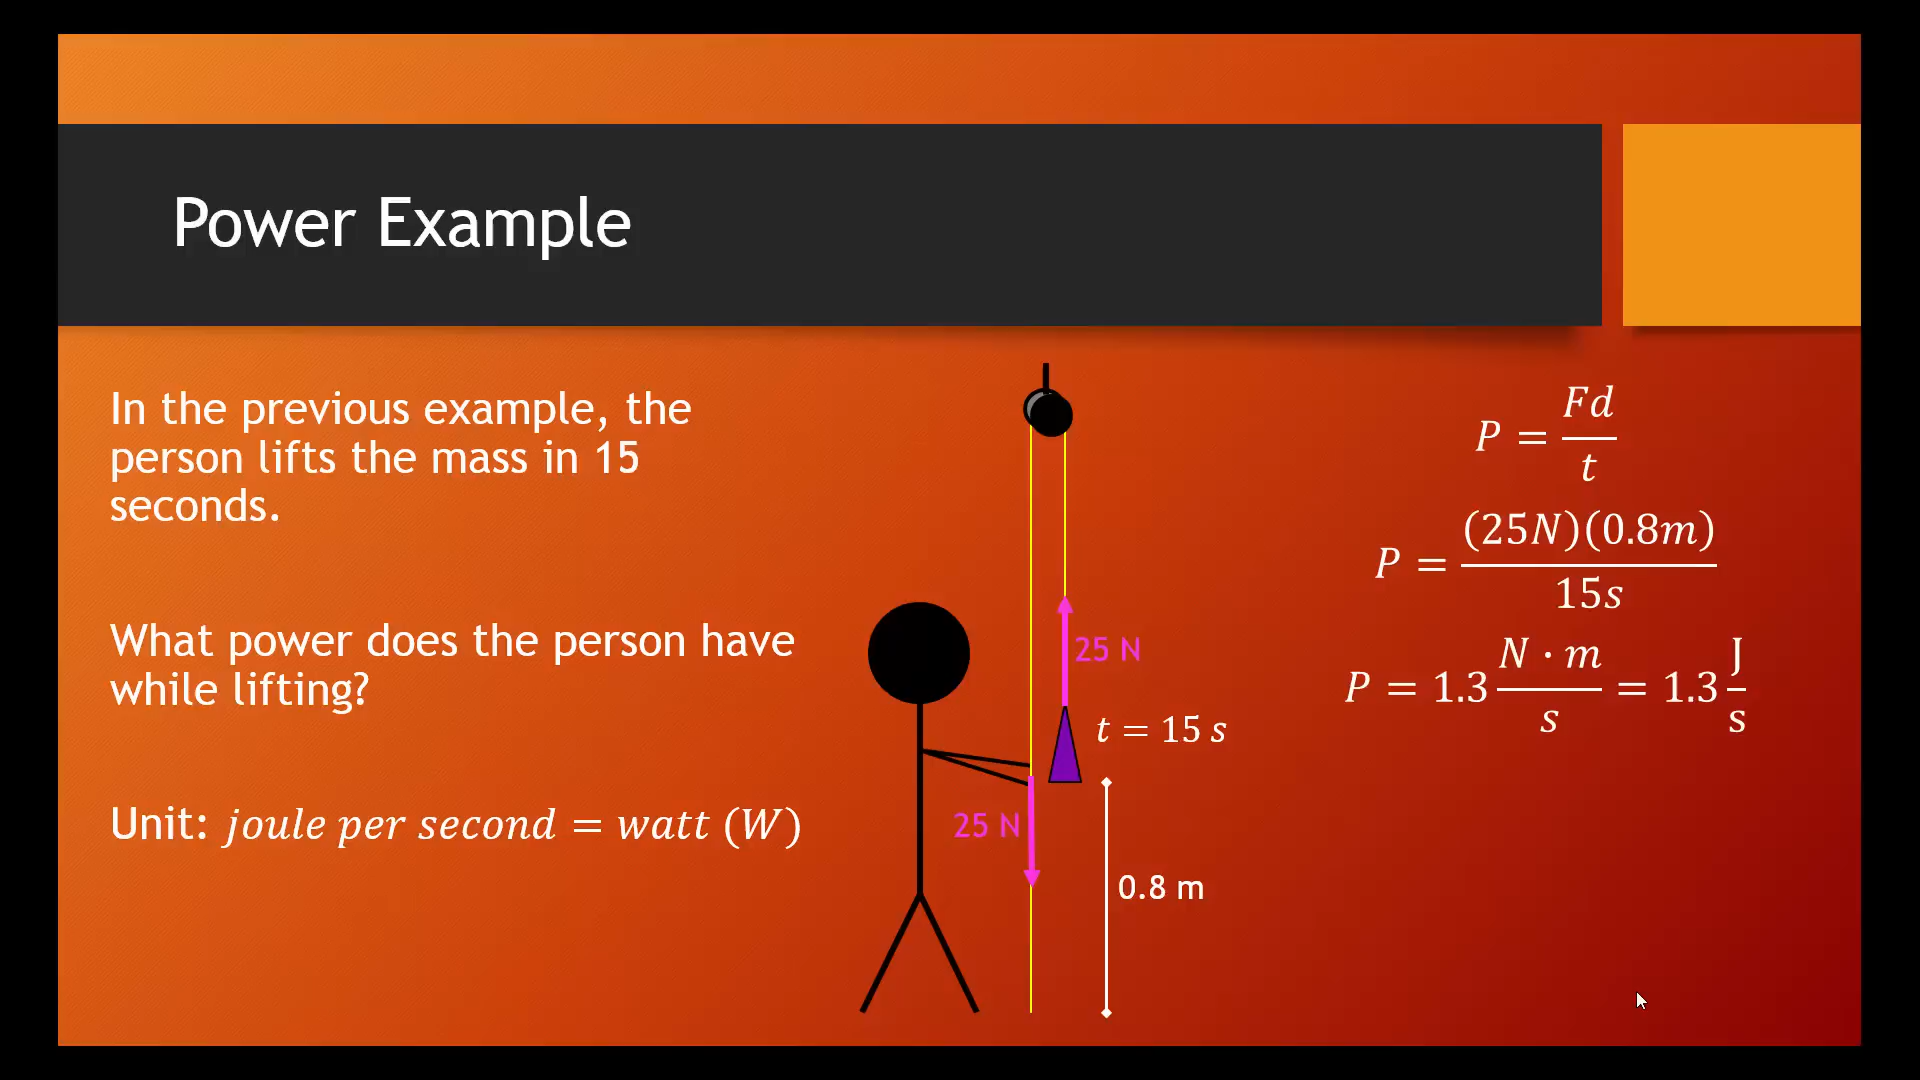 Power Example
In the previous example, the
person lifts the mass in 15
seconds.
What power does the person have
while lifting?
Unit: joule per second = watt (W)
25 N
t = 15 s
25 N
0.8 m
P = Fd/t
P = (25N)(0.8m)/15s
P = 1.3 N · m/s = 1.3 J/s